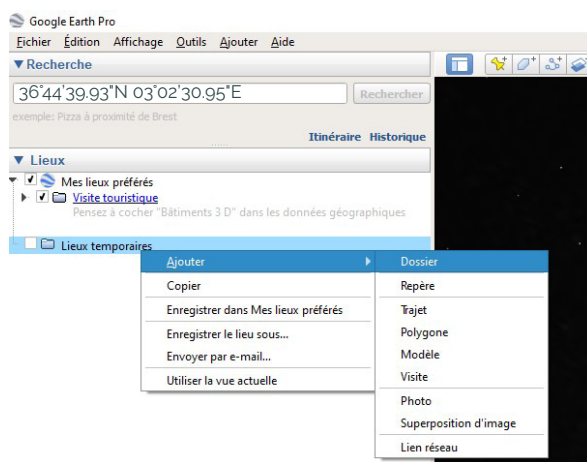 Google Earth Pro
Fichier Édition Affichage Outils Ajouter Aide
▼ Recherche
36°44'39.93"N 03°02'30.95"E
Rechercher
exemple: Pizza à proximité de Brest
Itinéraire Historique
▼ Lieux
Mes lieux préférés
Visite touristique
Pensez à cocher "Bâtiments 3 D" dans les données géographiques
Lieux temporaires
Ajouter
Copier
Enregistrer dans Mes lieux préférés
Enregistrer le lieu sous...
Envoyer par e-mail...
Utiliser la vue actuelle
Dossier
Repère
Trajet
Polygone
Modèle
Visite
Photo
Superposition d'image
Lien réseau